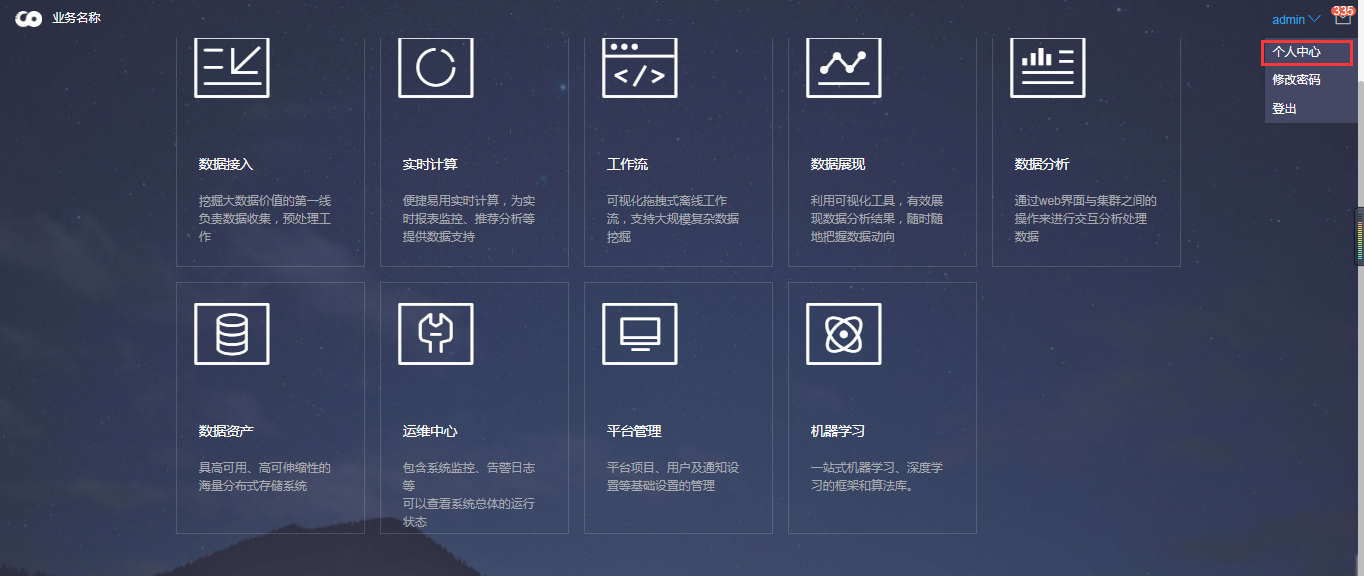 业务名称
admin
335
个人中心
修改密码
登出
数据接入
挖掘大数据价值的第一线
负责数据收集，预处理工
作
实时计算
便捷易用实时计算，为实
时报表监控、推荐分析等
提供数据支持
工作流
可视化拖拽式离线工作
流，支持大规模复杂数据
挖掘
数据展现
利用可视化工具，有效展
现数据分析结果，随时随
地把握数据动向
数据分析
通过web界面与集群之间的
操作来进行交互分析处理
数据
数据资产
具高可用、高可伸缩性的
海量分布式存储系统
运维中心
包含系统监控、告警日志
等
可以查看系统总体的运行
状态
平台管理
平台项目、用户及通知设
置等基础设置的管理
机器学习
一站式机器学习、深度学
习的框架和算法库。